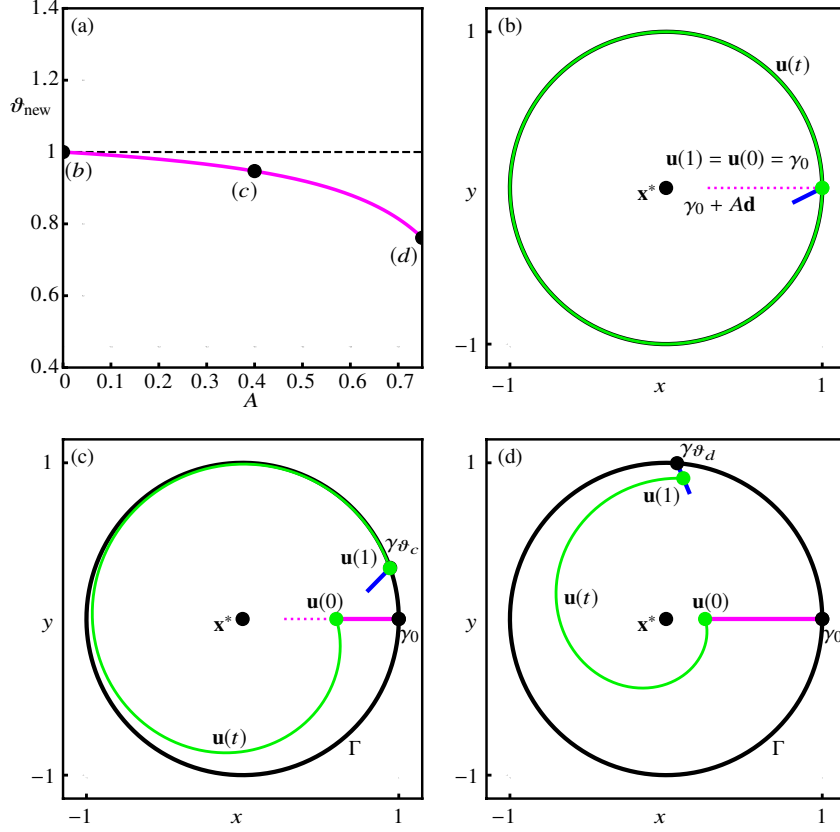 (a)
1.4
1.2
ϑnew
1
0.8
0.6
0.4
(b)
(c)
(d)
0 0.1 0.2 0.3 0.4 0.5 0.6 0.7
A
(b)
1
u(t)
u(1) = u(0) = γ0
y
x*
γ0 + Ad
−1
−1 x 1
(c)
1
γϑc
u(1)
u(0)
y
x*
γ0
u(t)
Γ
−1
−1 x 1
(d)
γϑd
1
u(1)
u(t)
u(0)
y
x*
γ0
Γ
−1
−1 x 1